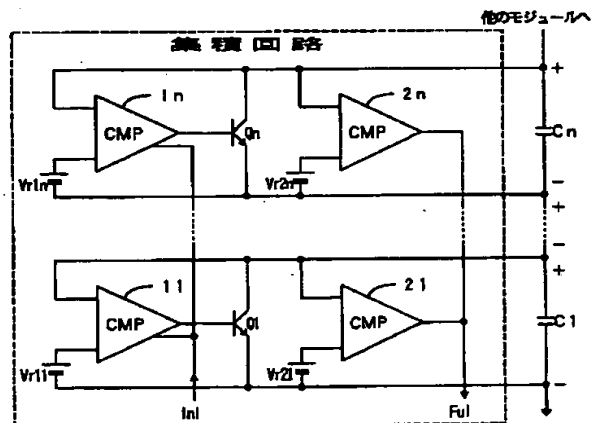 他のモジュールへ
集積回路
+
1n
2n
CMP
Qn
CMP
Cn
Vr1n
Vr2n
−
+
−
+
11
21
CMP
Q1
CMP
C1
Vr11
Vr21
−
Inl
Ful